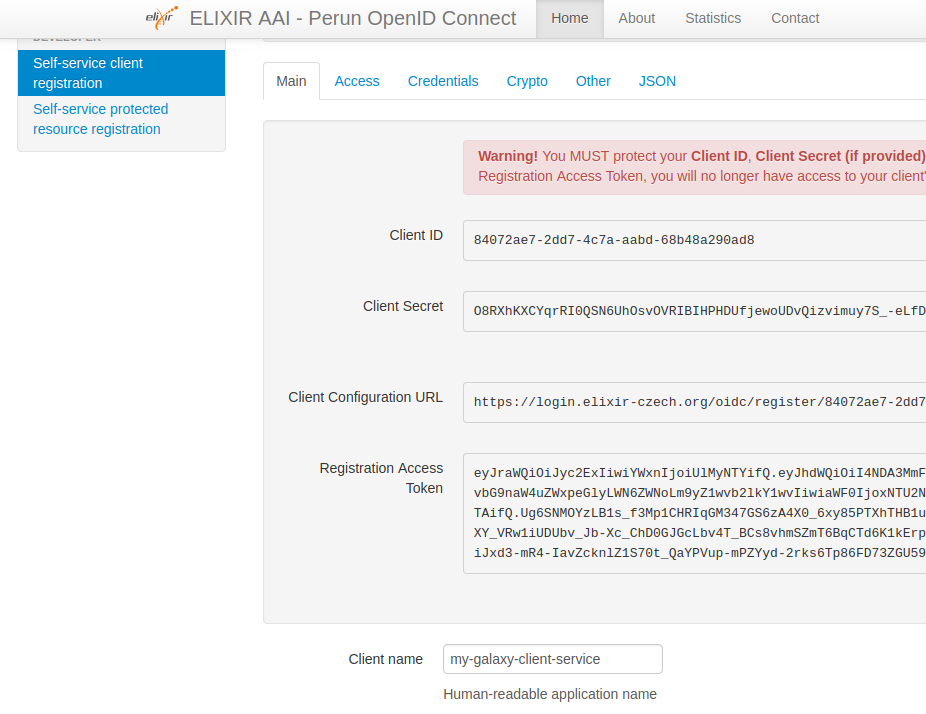 elixir ELIXIR AAI - Perun OpenID Connect Home About Statistics Contact
DEVELOPER
Self-service client
registration
Self-service protected
resource registration
Main Access Credentials Crypto Other JSON
Warning! You MUST protect your Client ID, Client Secret (if provided)
Registration Access Token, you will no longer have access to your client'
Client ID
84072ae7-2dd7-4c7a-aabd-68b48a290ad8
Client Secret
O8RXhKXCYqrRI0QSN6UhOsvOVRIBIHPHDUfjewoUDvQizvimuy7S_-eLfD
Client Configuration URL
https://login.elixir-czech.org/oidc/register/84072ae7-2dd7
Registration Access
Token
eyJraWQiOiJyc2ExIiwiYWxnIjoiUlMyNTYifQ.eyJhdWQiOiI4NDA3MmF
vbG9naW4uZWxpeGlyLWN6ZWNoLm9yZ1wvb2lkY1wvIiwiaWF0IjoxNTU2N
TAifQ.Ug6SNMOYzLB1s_f3Mp1CHRIqGM347GS6zA4X0_6xy85PTXhTHB1u
XY_VRw1iUDUbv_Jb-Xc_ChD0GJGcLbv4T_BCs8vhmSZmT6BqCTd6K1kErp
iJxd3-mR4-IavZcknlZ1S70t_QaYPVup-mPZYyd-2rks6Tp86FD73ZGU59
Client name
my-galaxy-client-service
Human-readable application name